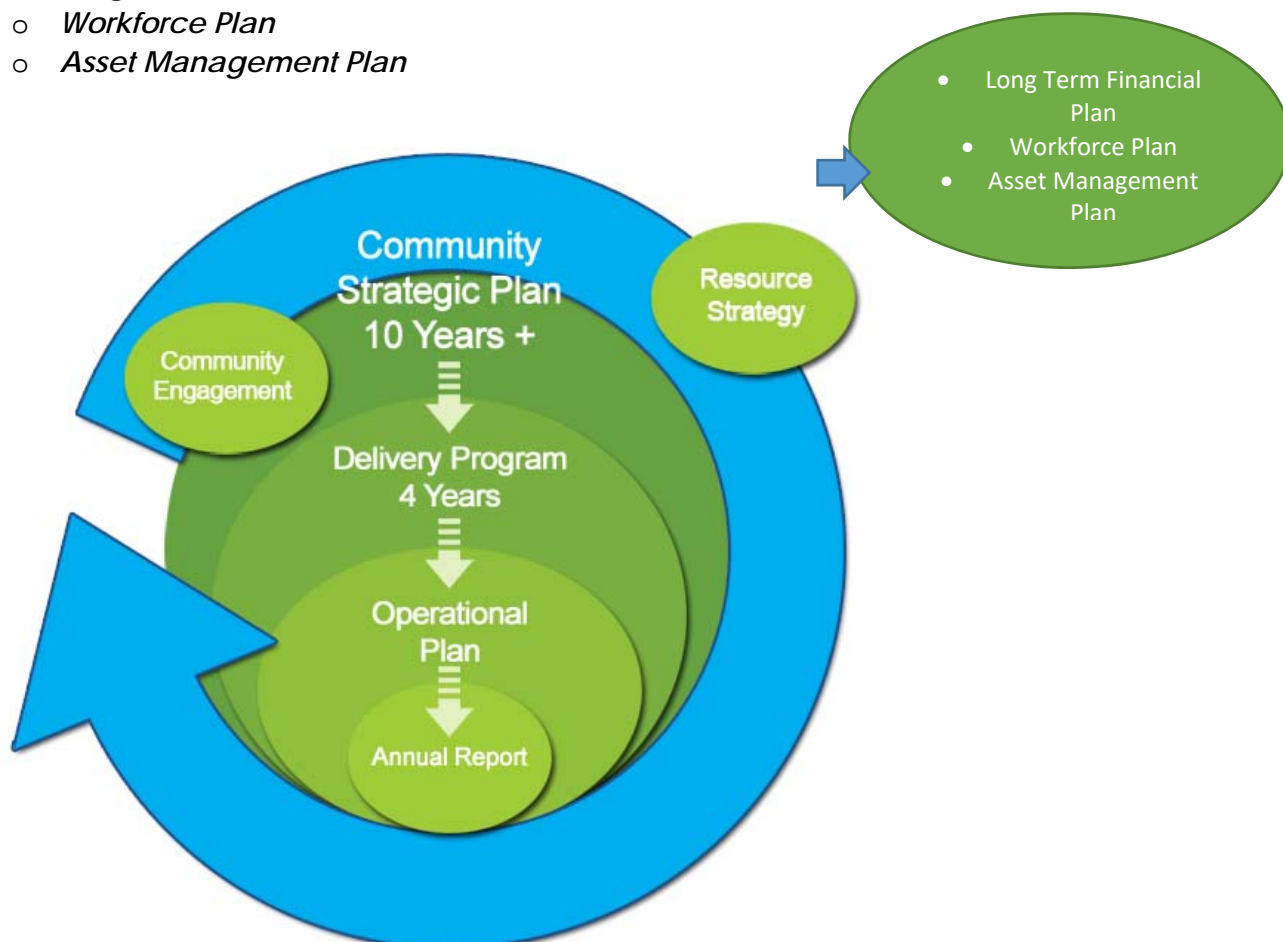 o Workforce Plan
o Asset Management Plan
• Long Term Financial
Plan
• Workforce Plan
• Asset Management
Plan
Community
Strategic Plan
10 Years +
Resource
Strategy
Community
Engagement
Delivery Program
4 Years
Operational
Plan
Annual Report